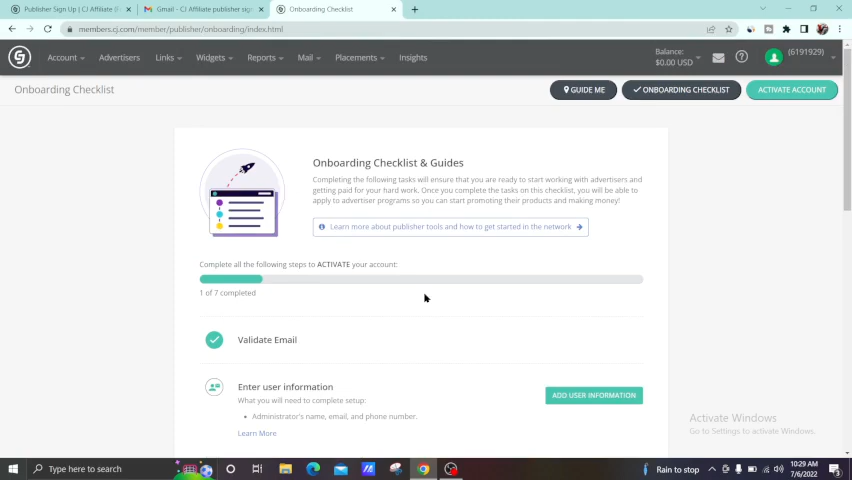 Publisher Sign Up | CJ Affiliate (f
Gmail - CJ Affiliate publisher sign
Onboarding Checklist
members.cj.com/member/publisher/onboarding/index.html
Account
Advertisers
Links
Widgets
Reports
Mail
Placements
Insights
Balance:
$0.00 USD
(6191929)
Onboarding Checklist
GUIDE ME
ONBOARDING CHECKLIST
ACTIVATE ACCOUNT
Onboarding Checklist & Guides
Completing the following tasks will ensure that you are ready to start working with advertisers and
getting paid for your hard work. Once you complete the tasks on this checklist, you will be able to
apply to advertiser programs so you can start promoting their products and making money!
Learn more about publisher tools and how to get started in the network
Complete all the following steps to ACTIVATE your account:
1 of 7 completed
Validate Email
Enter user information
What you will need to complete setup:
• Administrator's name, email, and phone number.
Learn More
ADD USER INFORMATION
Activate Windows
Go to Settings to activate Windows.
Type here to search
Rain to stop
10:29 AM
7/6/2022